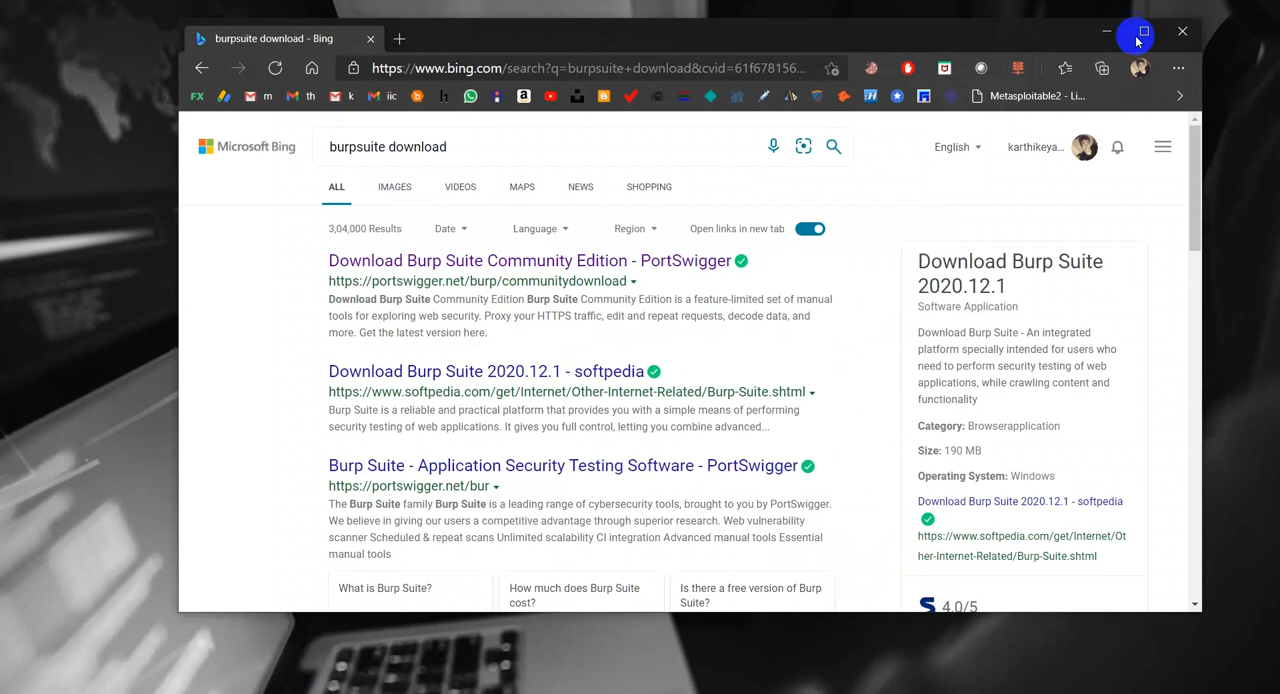 burpsuite download - Bing
https://www.bing.com/search?q=burpsuite+download&cvid=61f678156...
FX m th k iic Metasploitable2 - Li...
Microsoft Bing
burpsuite download
English
karthikeya...
ALL IMAGES VIDEOS MAPS NEWS SHOPPING
3,04,000 Results Date Language Region Open links in new tab
Download Burp Suite Community Edition - PortSwigger
https://portswigger.net/burp/communitydownload
Download Burp Suite Community Edition Burp Suite Community Edition is a feature-limited set of manual
tools for exploring web security. Proxy your HTTPS traffic, edit and repeat requests, decode data, and
more. Get the latest version here.
Download Burp Suite 2020.12.1 - softpedia
https://www.softpedia.com/get/Internet/Other-Internet-Related/Burp-Suite.shtml
Burp Suite is a reliable and practical platform that provides you with a simple means of performing
security testing of web applications. It gives you full control, letting you combine advanced...
Burp Suite - Application Security Testing Software - PortSwigger
https://portswigger.net/bur
The Burp Suite family Burp Suite is a leading range of cybersecurity tools, brought to you by PortSwigger.
We believe in giving our users a competitive advantage through superior research. Web vulnerability
scanner Scheduled & repeat scans Unlimited scalability CI integration Advanced manual tools Essential
manual tools
What is Burp Suite?
How much does Burp Suite
cost?
Is there a free version of Burp
Suite?
Download Burp Suite
2020.12.1
Software Application
Download Burp Suite - An integrated
platform specially intended for users who
need to perform security testing of web
applications, while crawling content and
functionality
Category: Browserapplication
Size: 190 MB
Operating System: Windows
Download Burp Suite 2020.12.1 - softpedia
https://www.softpedia.com/get/Internet/Ot
her-Internet-Related/Burp-Suite.shtml
4.0/5